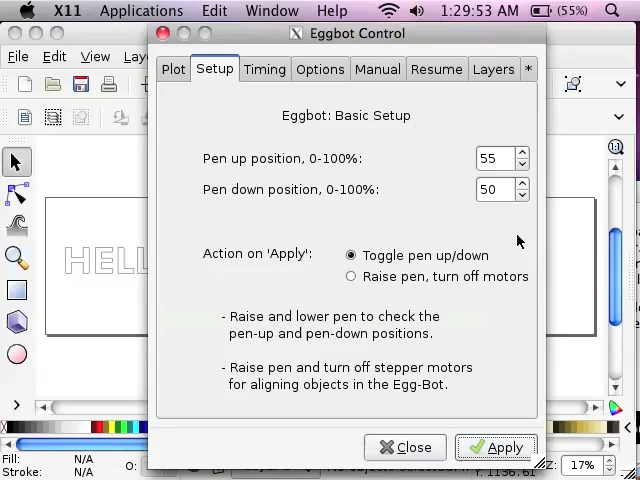 X11 Applications Edit Window Help 1:29:53 AM (55%)
Eggbot Control
File Edit View Lay
Plot Setup Timing Options Manual Resume Layers *
Eggbot: Basic Setup
Pen up position, 0-100%: 55
Pen down position, 0-100%: 50
HELL
Action on 'Apply': Toggle pen up/down
Raise pen, turn off motors
- Raise and lower pen to check the
pen-up and pen-down positions.
- Raise pen and turn off stepper motors
for aligning objects in the Egg-Bot.
Close Apply
Fill: N/A
Stroke: N/A O: Z: 17%